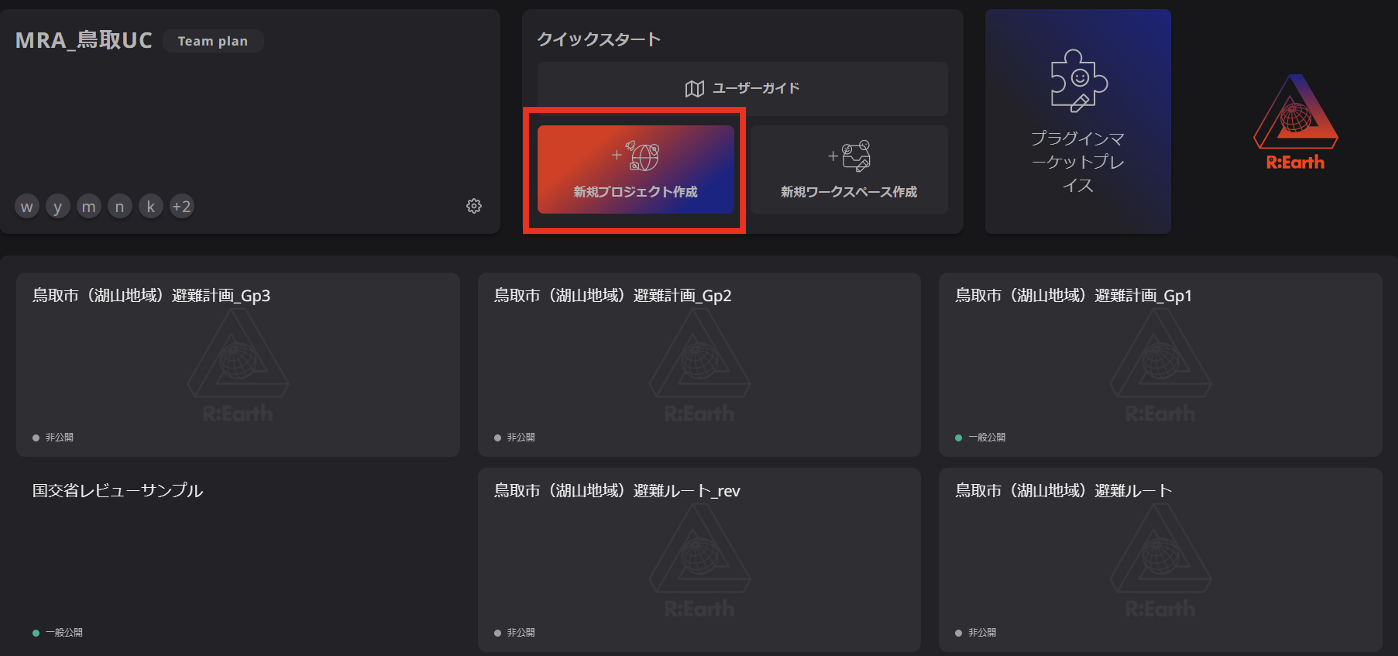 MRA_鳥取UC
Team plan
w y m n k +2
クイックスタート
ユーザーガイド
新規プロジェクト作成
新規ワークスペース作成
プラグインマ
ーケットプレ
イス
R:Earth
鳥取市（湖山地域）避難計画_Gp3
R:Earth
非公開
鳥取市（湖山地域）避難計画_Gp2
R:Earth
非公開
鳥取市（湖山地域）避難計画_Gp1
R:Earth
一般公開
国交省レビューサンプル
一般公開
鳥取市（湖山地域）避難ルート_rev
R:Earth
非公開
鳥取市（湖山地域）避難ルート
R:Earth
非公開